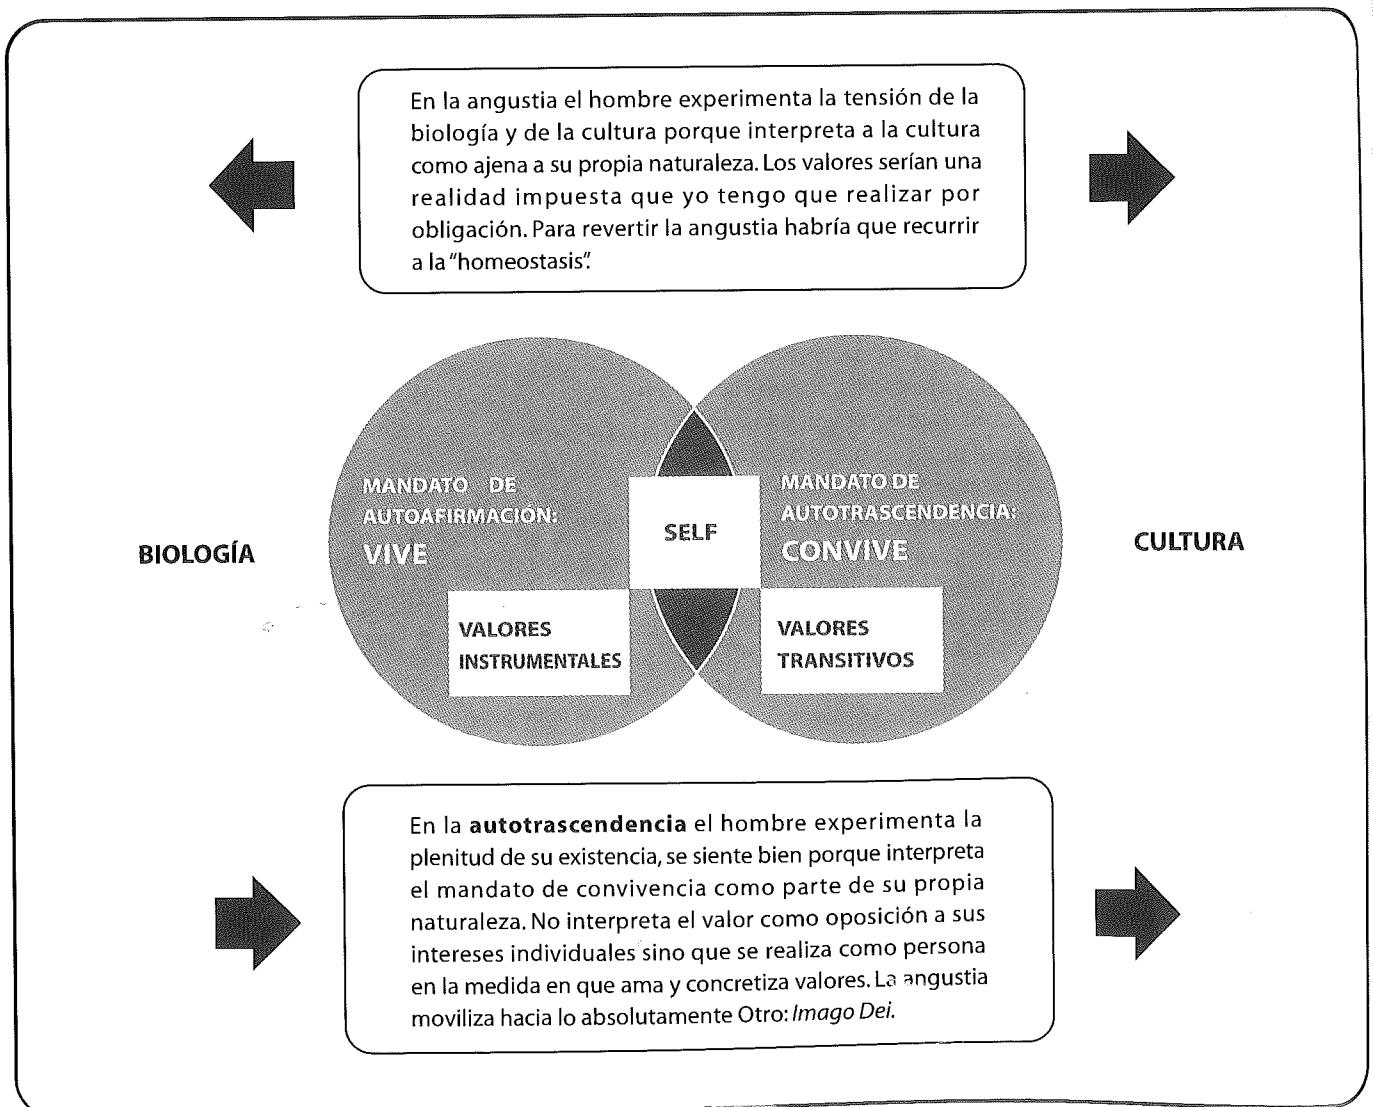 En la angustia el hombre experimenta la tensión de la
biología y de la cultura porque interpreta a la cultura
como ajena a su propia naturaleza. Los valores serían una
realidad impuesta que yo tengo que realizar por
obligación. Para revertir la angustia habría que recurrir
a la "homeostasis".
BIOLOGÍA
MANDATO DE
AUTOAFIRMACIÓN:
VIVE
VALORES
INSTRUMENTALES
SELF
MANDATO DE
AUTOTRASCENDENCIA:
CONVIVE
VALORES
TRANSITIVOS
CULTURA
En la autotrascendencia el hombre experimenta la
plenitud de su existencia, se siente bien porque interpreta
el mandato de convivencia como parte de su propia
naturaleza. No interpreta el valor como oposición a sus
intereses individuales sino que se realiza como persona
en la medida en que ama y concretiza valores. La angustia
moviliza hacia lo absolutamente Otro: Imago Dei.